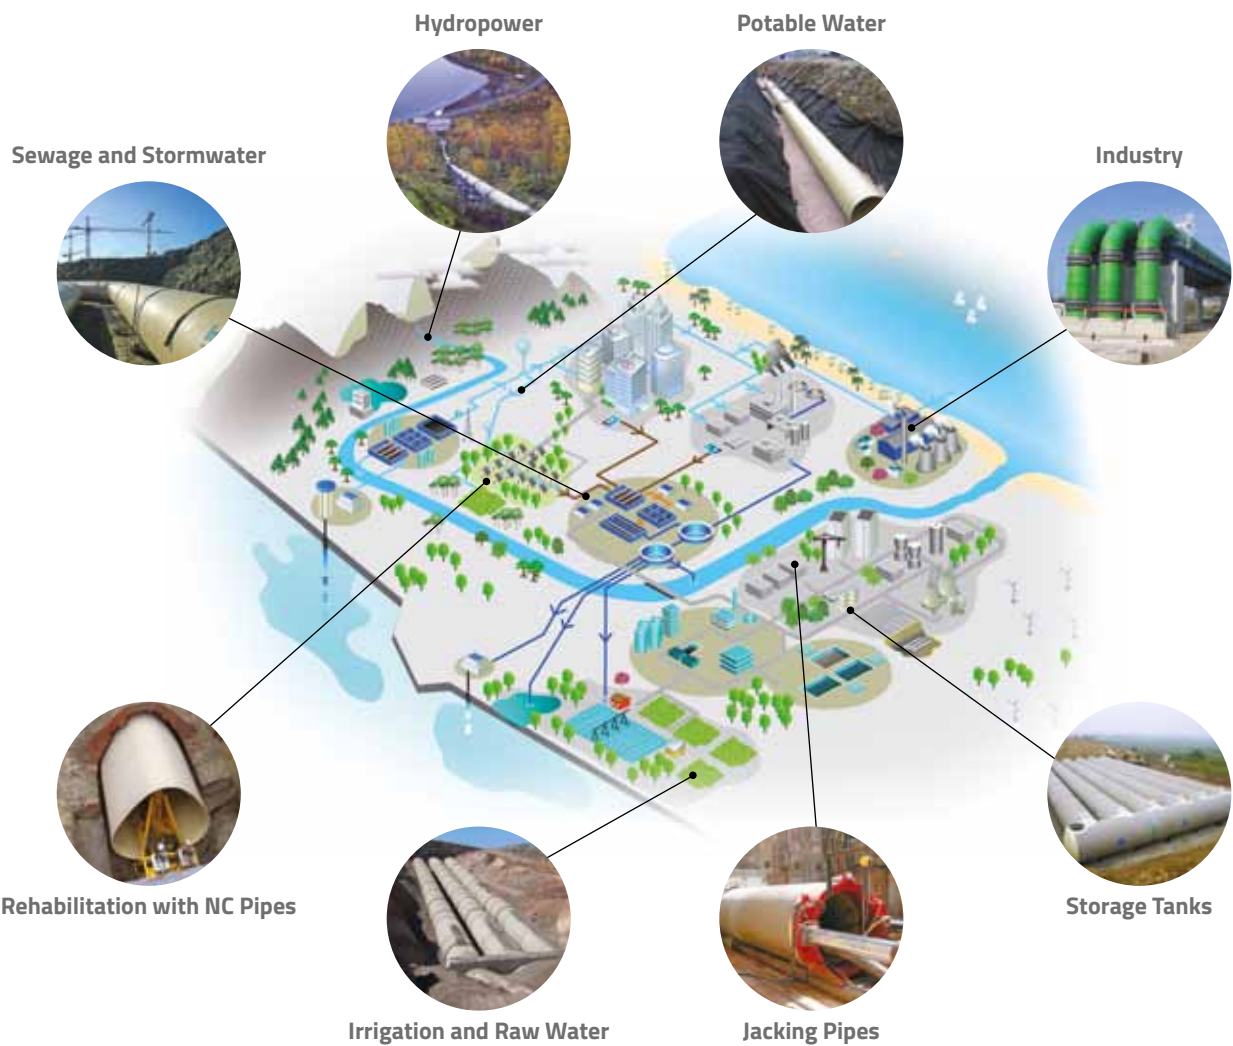 Hydropower
Potable Water
Sewage and Stormwater
Industry
Rehabilitation with NC Pipes
Storage Tanks
Irrigation and Raw Water
Jacking Pipes